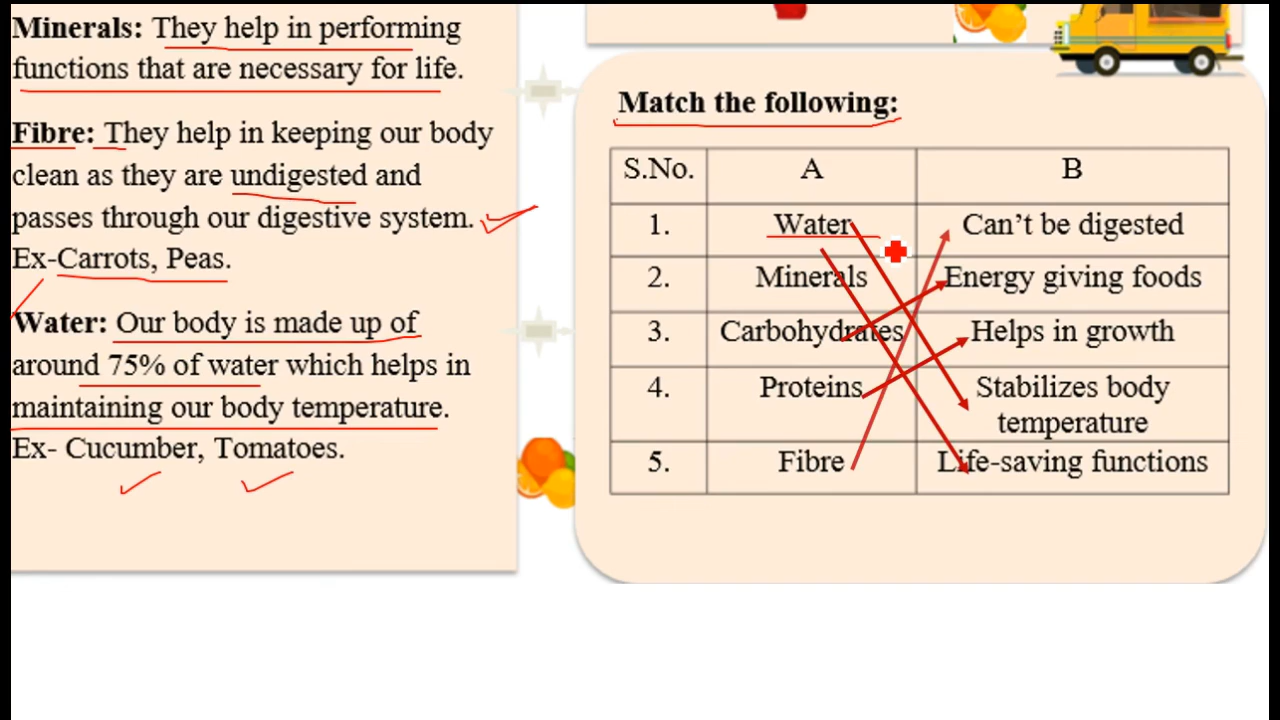 Minerals: They help in performing
functions that are necessary for life.
Fibre: They help in keeping our body
clean as they are undigested and
passes through our digestive system.
Ex-Carrots, Peas.
Water: Our body is made up of
around 75% of water which helps in
maintaining our body temperature.
Ex- Cucumber, Tomatoes.
Match the following:
S.No. A B
1. Water Can't be digested
2. Minerals Energy giving foods
3. Carbohydrates Helps in growth
4. Proteins Stabilizes body
temperature
5. Fibre Life-saving functions